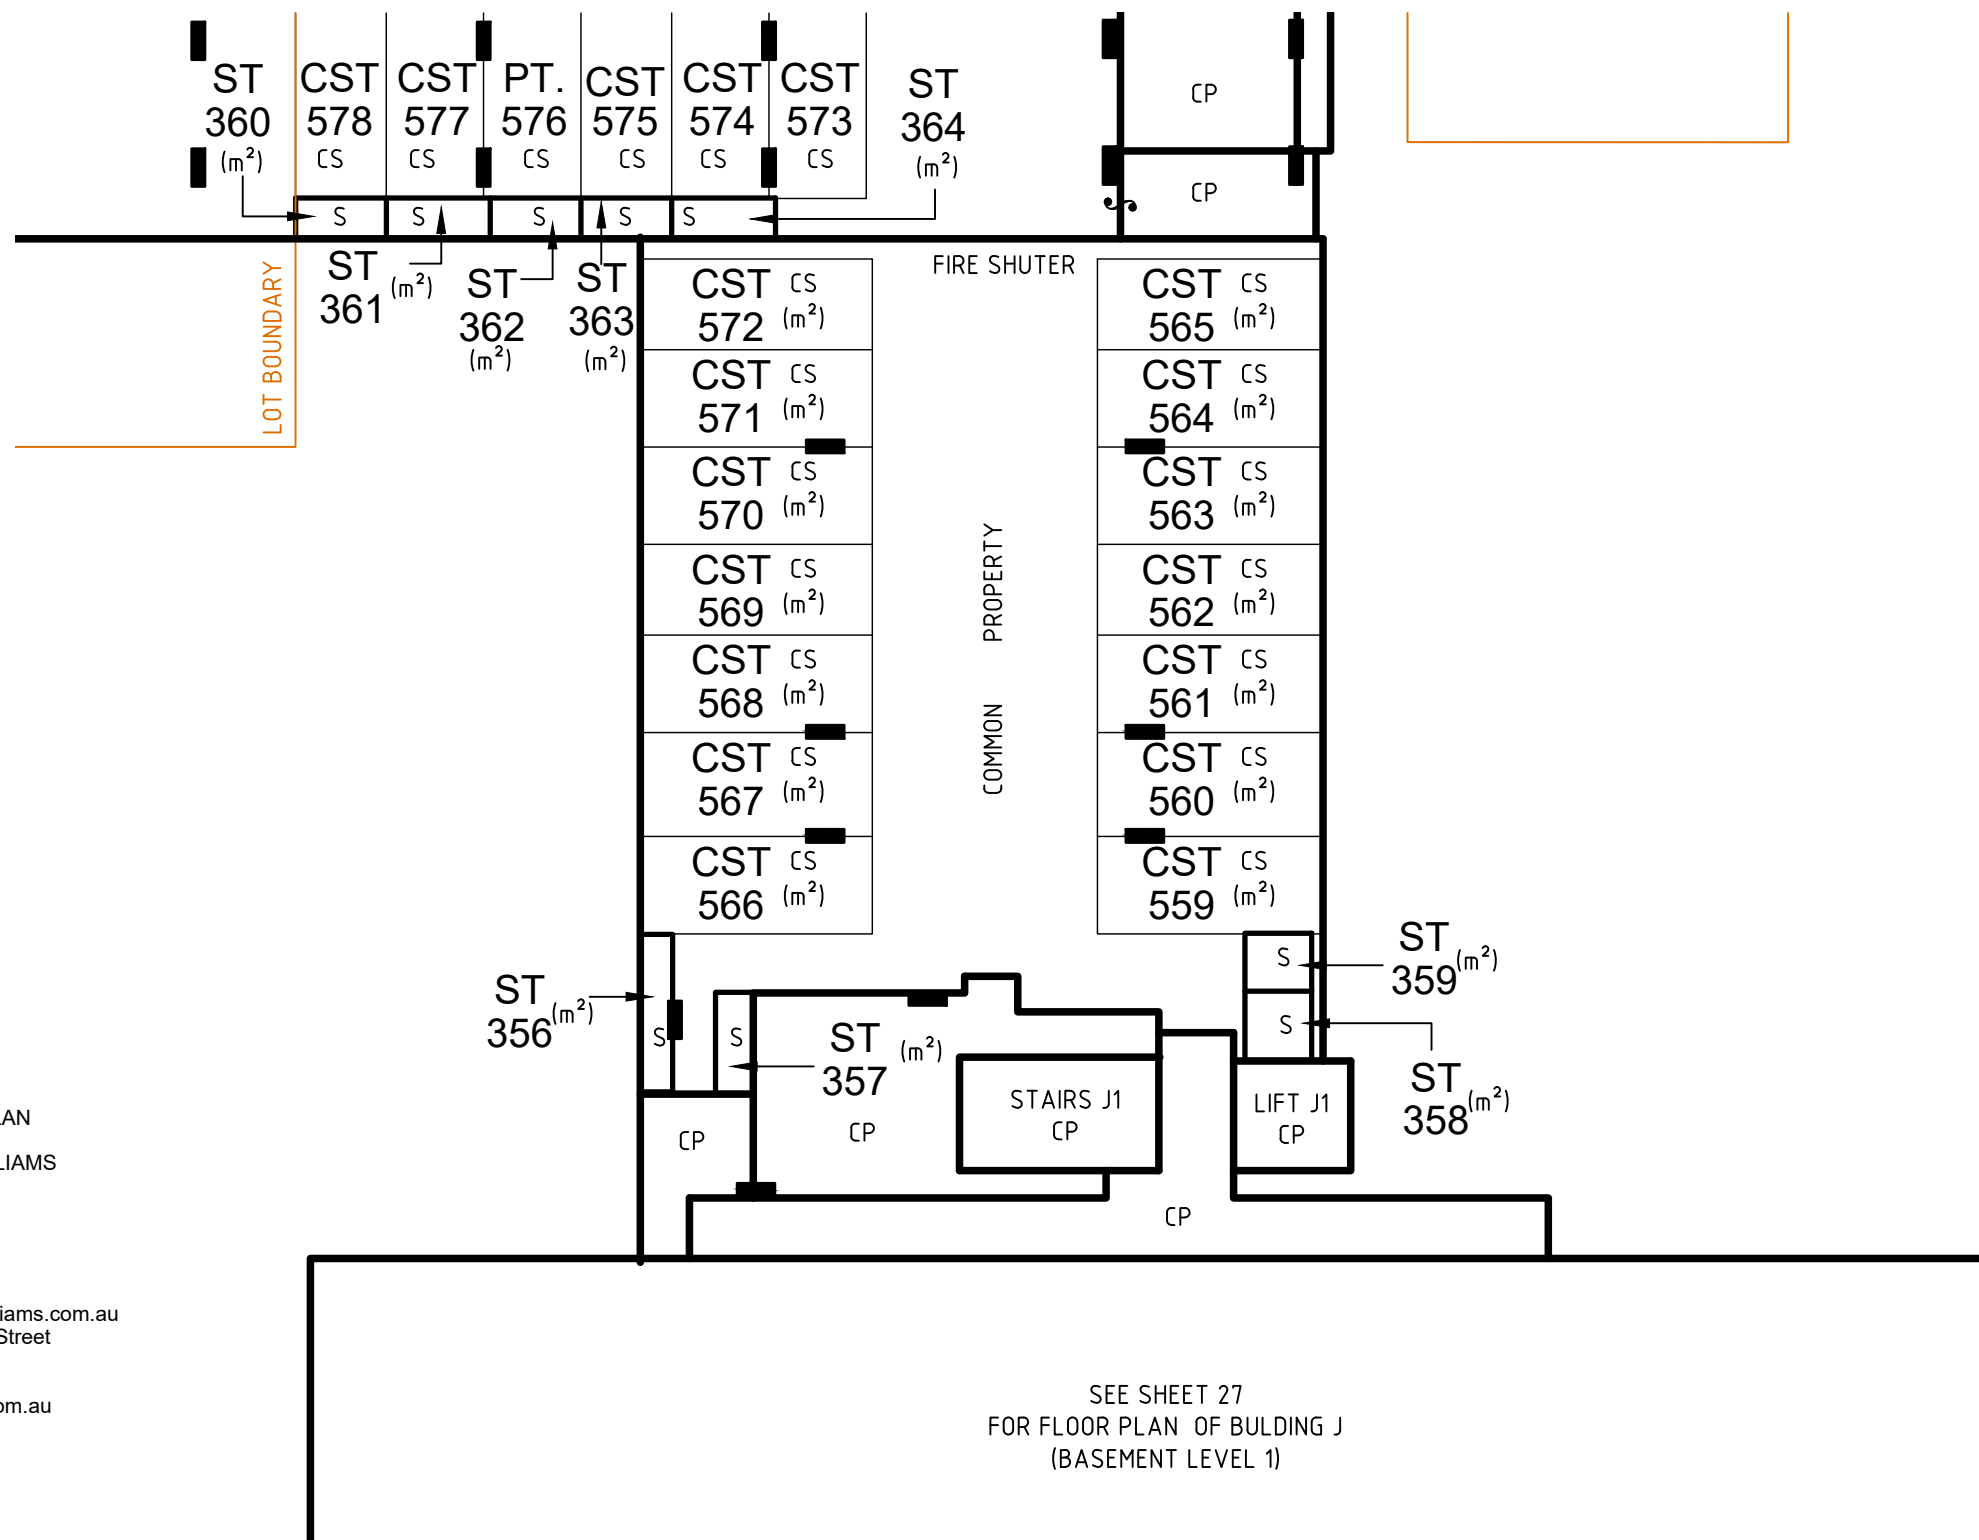 ST
360
(m²)
CST
578
CS
CST
577
CS
PT.
576
CS
CST
575
CS
CST
574
CS
CST
573
CS
ST
364
(m²)
CP
CP
S
S
S
S
S
LOT BOUNDARY
ST
361 (m²)
ST
362
(m²)
ST
363
(m²)
FIRE SHUTER
CST CS
572 (m²)
CST CS
565 (m²)
CST CS
571 (m²)
CST CS
564 (m²)
CST CS
570 (m²)
CST CS
563 (m²)
CST CS
569 (m²)
CST CS
562 (m²)
CST CS
568 (m²)
CST CS
561 (m²)
CST CS
567 (m²)
CST CS
560 (m²)
CST CS
566 (m²)
CST CS
559 (m²)
COMMON PROPERTY
ST
356 (m²)
S
S
ST
357
(m²)
S
ST
359 (m²)
S
ST
358 (m²)
STAIRS J1
CP
LIFT J1
CP
CP
CP
CP
LAN
LIAMS
iams.com.au
Street
om.au
SEE SHEET 27
FOR FLOOR PLAN OF BULDING J
(BASEMENT LEVEL 1)